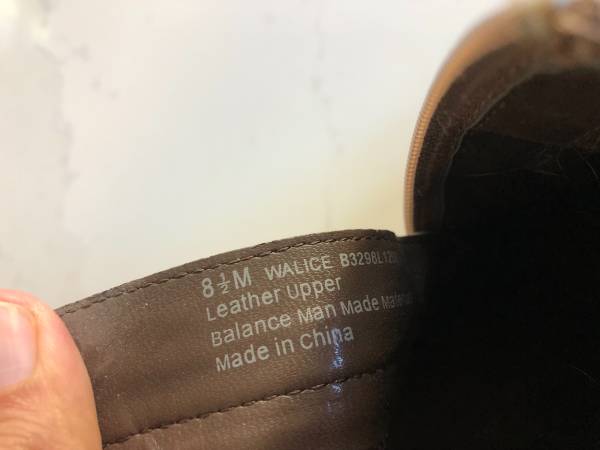 8½M WALICE
Leather Upper
Balance Man Made
Made in China